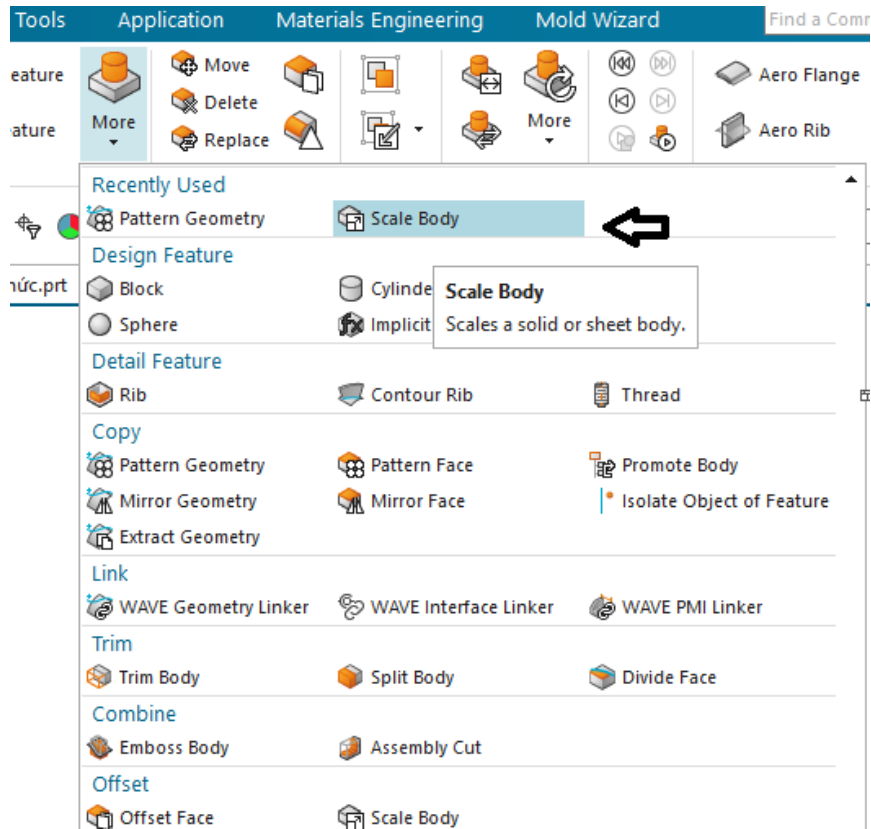 Tools Application Materials Engineering Mold Wizard Find a Com
eature More Move More Aero Flange
Delete
ature Replace Aero Rib
Recently Used
Pattern Geometry Scale Body
Design Feature
Block Cylinde
Scale Body
Sphere Implicit
Scales a solid or sheet body.
Detail Feature
Rib Contour Rib Thread
Copy
Pattern Geometry Pattern Face Promote Body
Mirror Geometry Mirror Face Isolate Object of Feature
Extract Geometry
Link
WAVE Geometry Linker WAVE Interface Linker WAVE PMI Linker
Trim
Trim Body Split Body Divide Face
Combine
Emboss Body Assembly Cut
Offset
Offset Face Scale Body
ức.prt